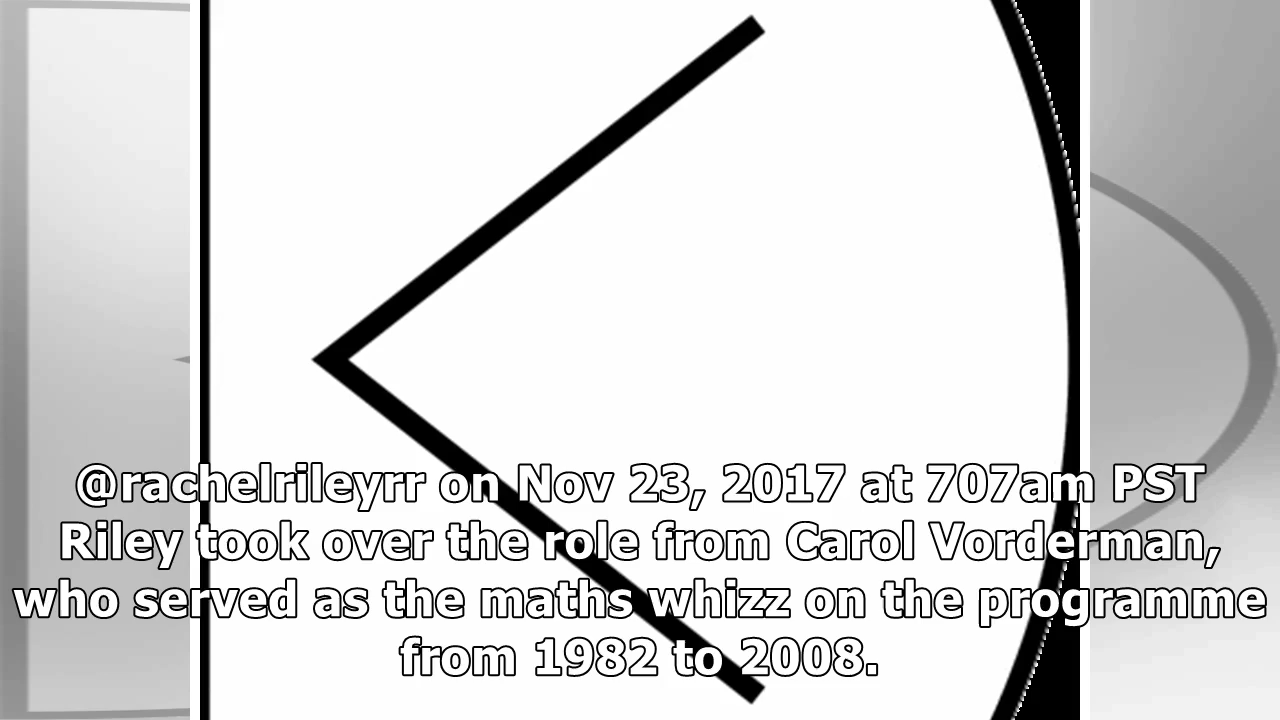 @rachelrileyrr on Nov 23, 2017 at 707am PST
Riley took over the role from Carol Vorderman,
who served as the maths whizz on the programme
from 1982 to 2008.